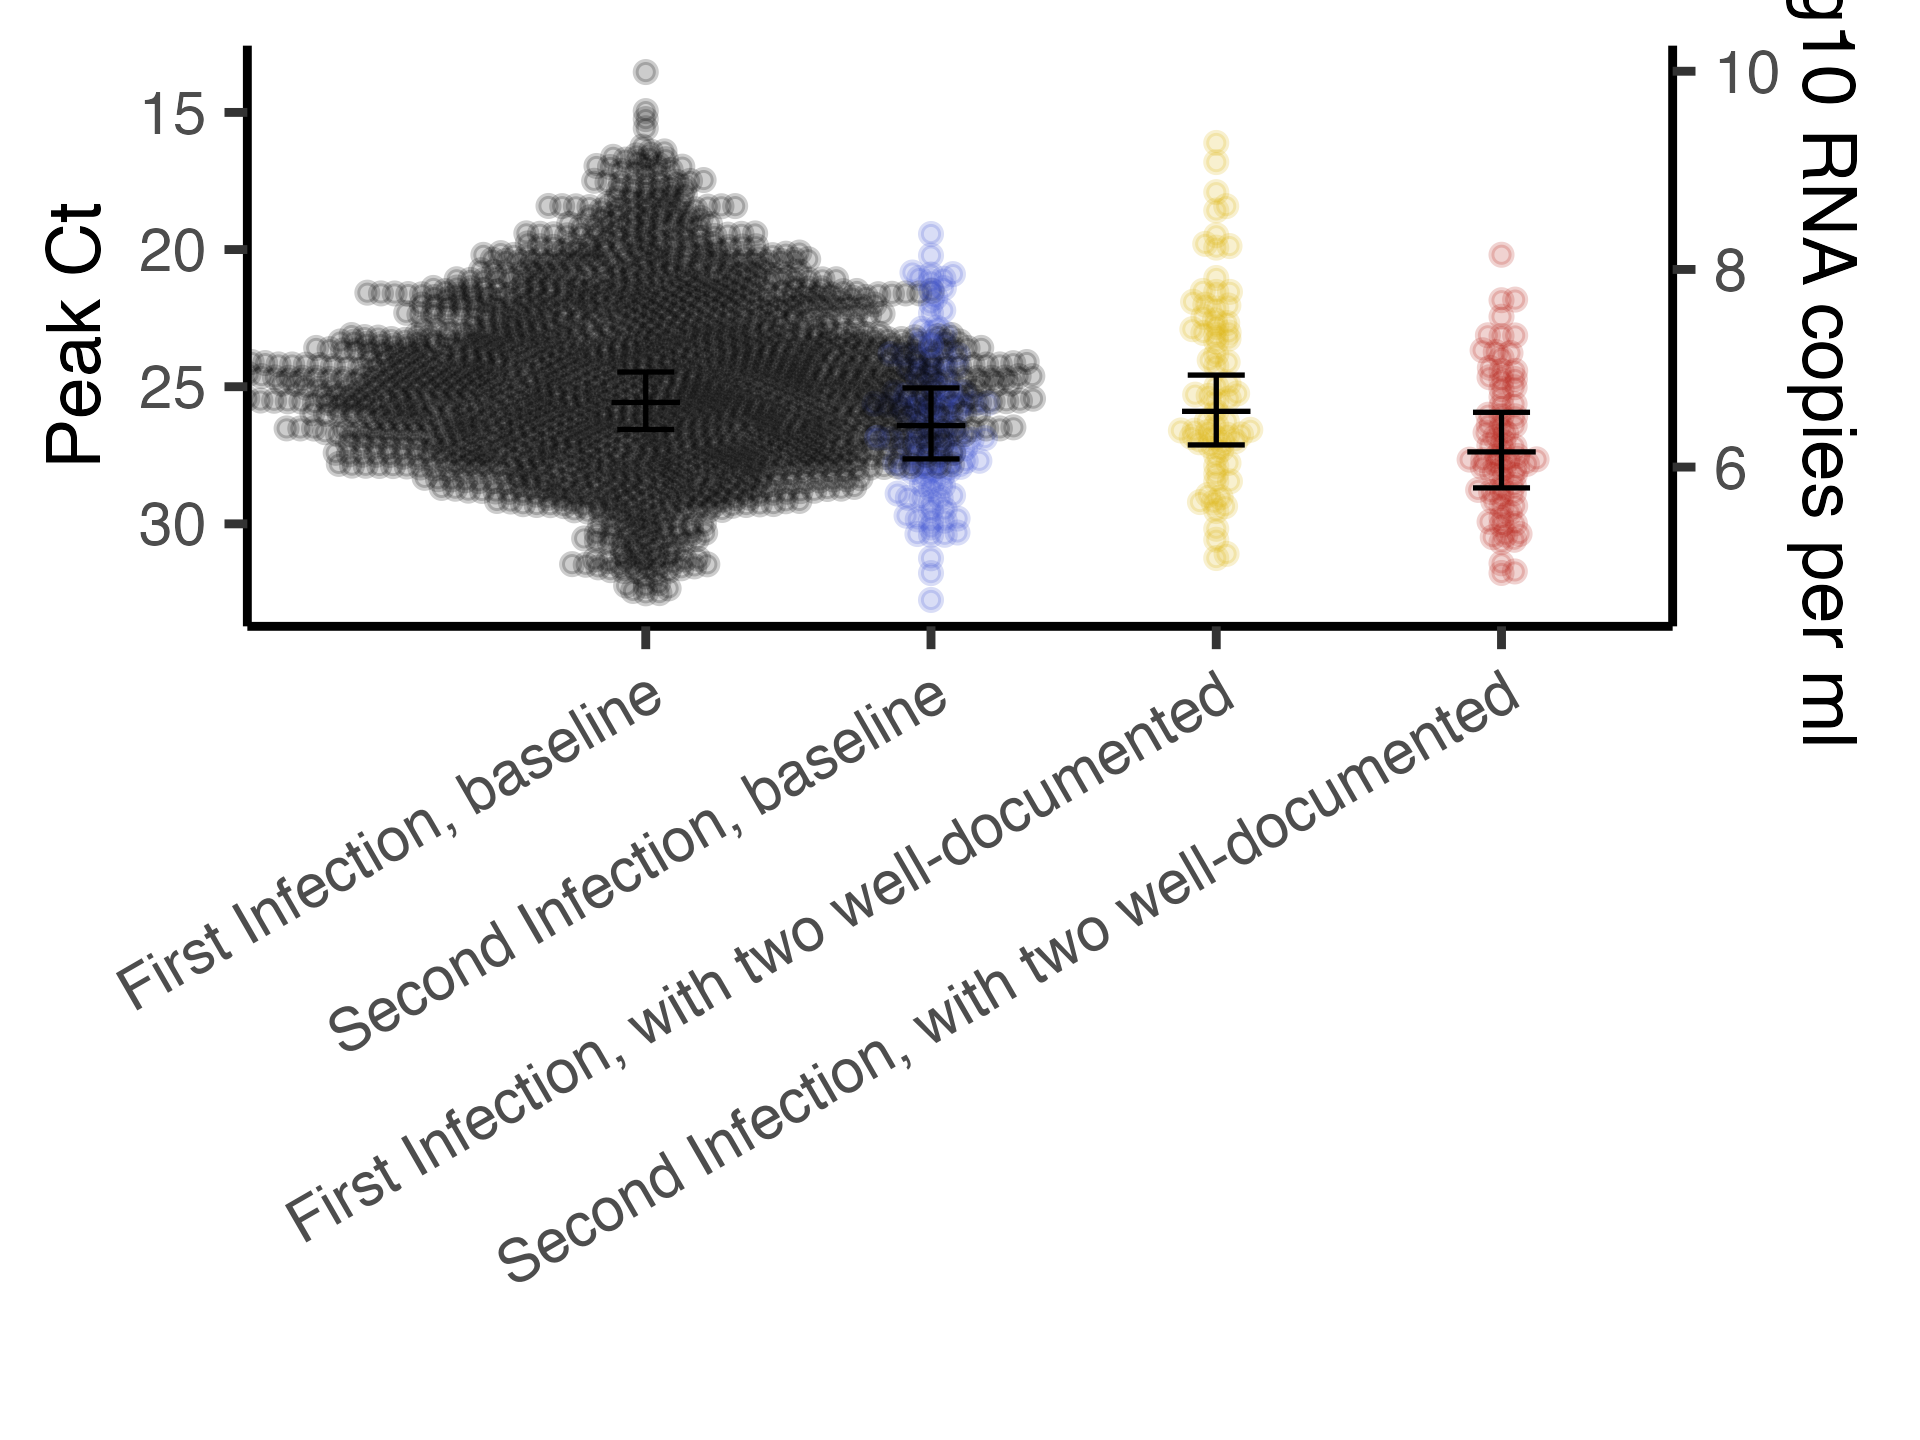 Peak Ct
15
20
25
30
10
8
6
g10 RNA copies per ml
First Infection, baseline
Second Infection, baseline
First Infection, with two well-documented
Second Infection, with two well-documented